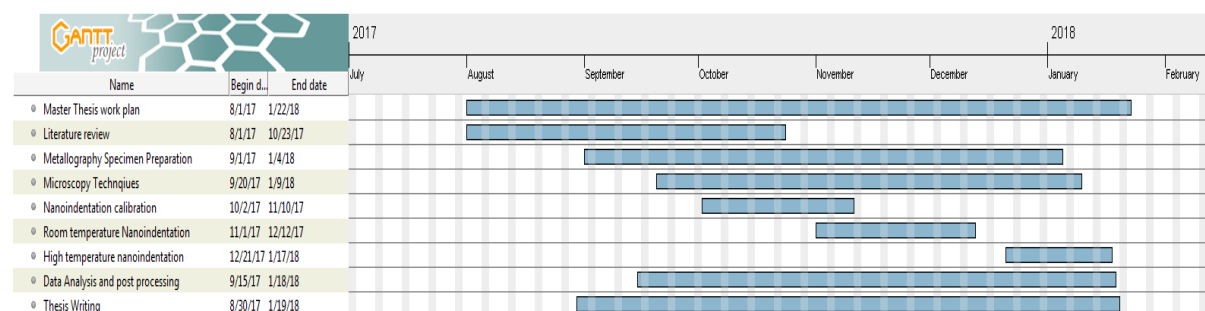 GANTT
project
2017 2018
July August September October November December January February
Name Begin d... End date
Master Thesis work plan 8/1/17 1/22/18
Literature review 8/1/17 10/23/17
Metallography Specimen Preparation 9/1/17 1/4/18
Microscopy Technqiues 9/20/17 1/9/18
Nanoindentation calibration 10/2/17 11/10/17
Room temperature Nanoindentation 11/1/17 12/12/17
High temperature nanoindentation 12/21/17 1/17/18
Data Analysis and post processing 9/15/17 1/18/18
Thesis Writing 8/30/17 1/19/18